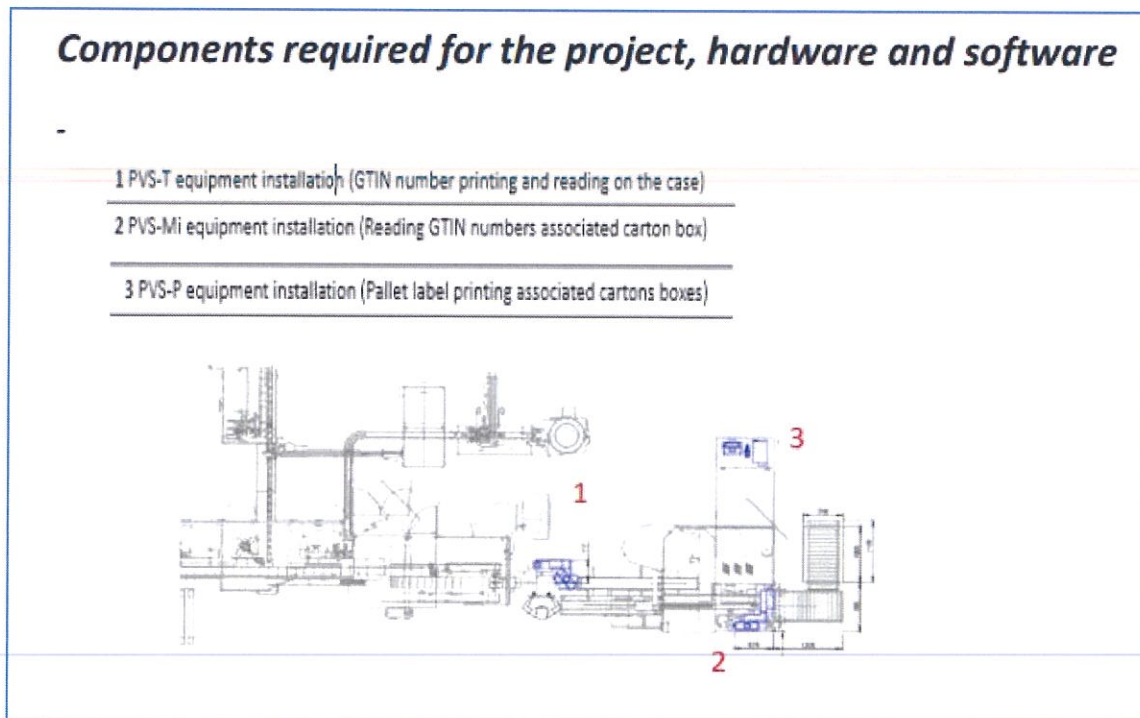 Components required for the project, hardware and software
-
1 PVS-T equipment installation (GTIN number printing and reading on the case)
2 PVS-Mi equipment installation (Reading GTIN numbers associated carton box)
3 PVS-P equipment installation (Pallet label printing associated cartons boxes)
3
1
2